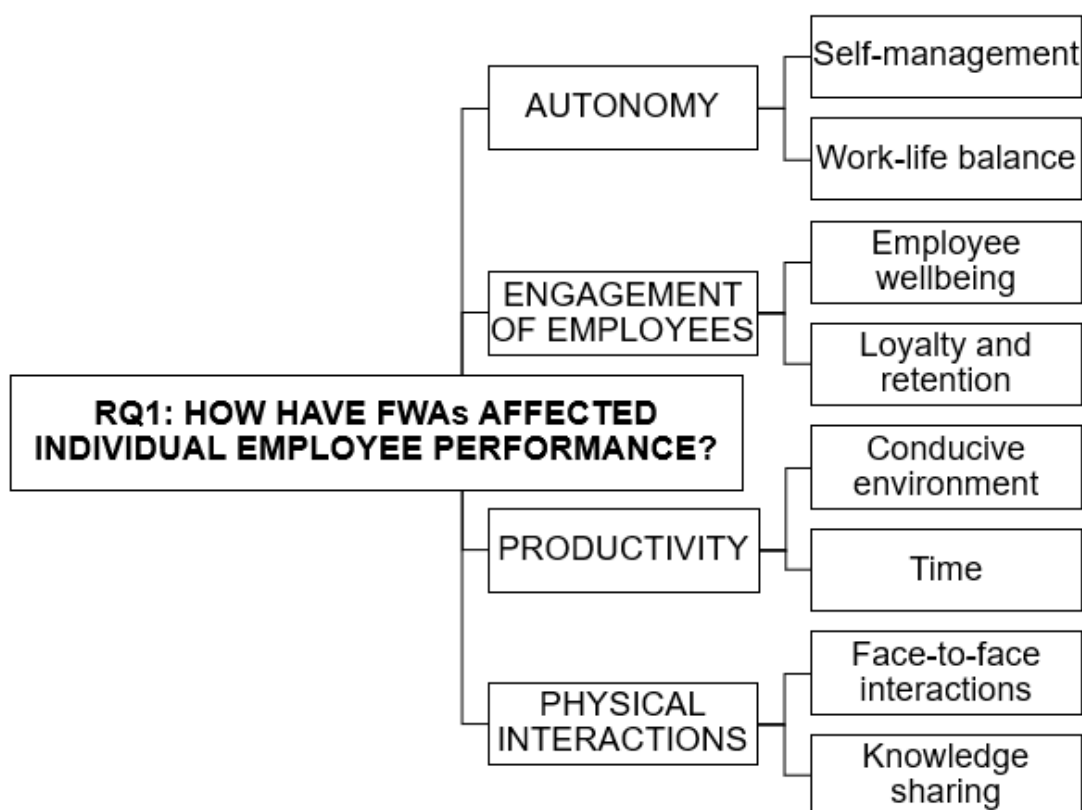 RQ1: HOW HAVE FWAs AFFECTED
INDIVIDUAL EMPLOYEE PERFORMANCE?
AUTONOMY
Self-management
Work-life balance
ENGAGEMENT
OF EMPLOYEES
Employee
wellbeing
Loyalty and
retention
PRODUCTIVITY
Conducive
environment
Time
PHYSICAL
INTERACTIONS
Face-to-face
interactions
Knowledge
sharing